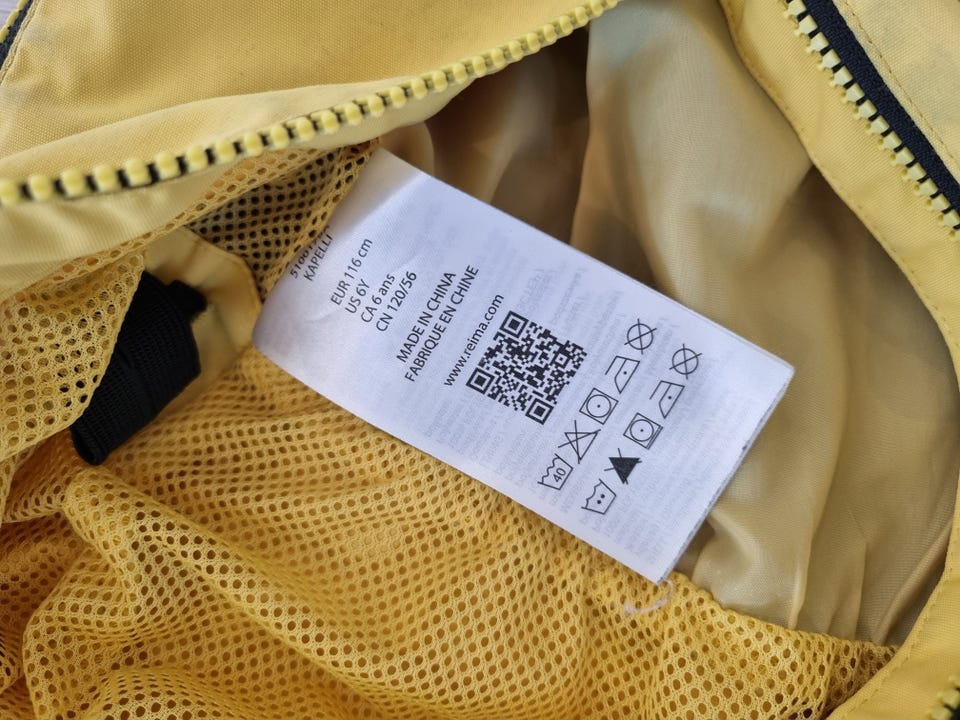 KAPELLI
EUR 116 cm
US 6Y
CA 6 ans
CN 120/56
MADE IN CHINA
FABRIQUE EN CHINE
www.reima.com
40